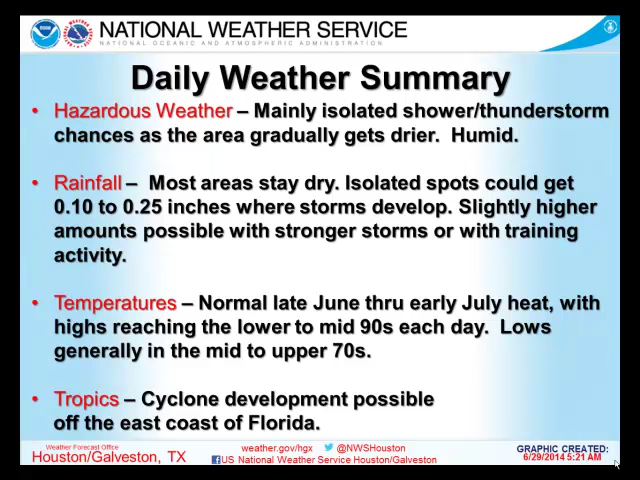 NATIONAL WEATHER SERVICE
NATIONAL OCEANIC AND ATMOSPHERIC ADMINISTRATION
Daily Weather Summary
• Hazardous Weather – Mainly isolated shower/thunderstorm
chances as the area gradually gets drier. Humid.
• Rainfall – Most areas stay dry. Isolated spots could get
0.10 to 0.25 inches where storms develop. Slightly higher
amounts possible with stronger storms or with training
activity.
• Temperatures – Normal late June thru early July heat, with
highs reaching the lower to mid 90s each day. Lows
generally in the mid to upper 70s.
• Tropics – Cyclone development possible
off the east coast of Florida.
Weather Forecast Office
Houston/Galveston, TX
weather.gov/hgx @NWSHouston
US National Weather Service Houston/Galveston
GRAPHIC CREATED:
6/29/2014 5:21 AM